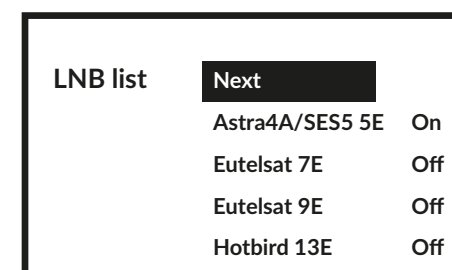 LNB list Next
Astra4A/SES5 5E On
Eutelsat 7E Off
Eutelsat 9E Off
Hotbird 13E Off